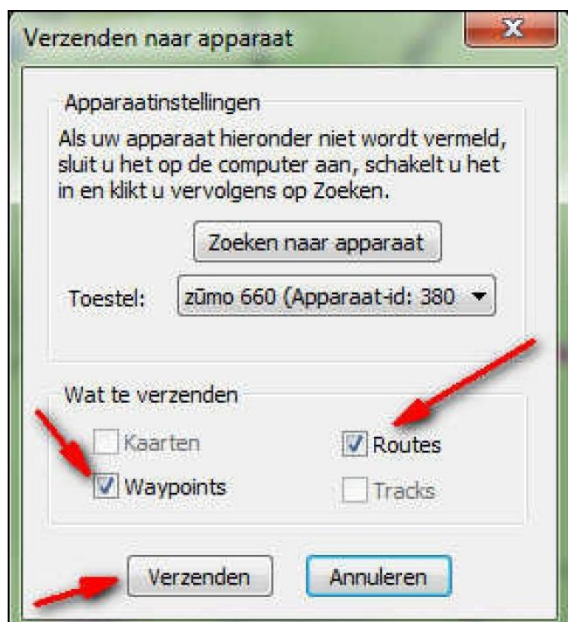 Verzenden naar apparaat
Apparaatinstellingen
Als uw apparaat hieronder niet wordt vermeld,
sluit u het op de computer aan, schakelt u het
in en klikt u vervolgens op Zoeken.
Zoeken naar apparaat
Toestel: zūmo 660 (Apparaat-id: 380
Wat te verzenden
Kaarten Routes
Waypoints Tracks
Verzenden Annuleren